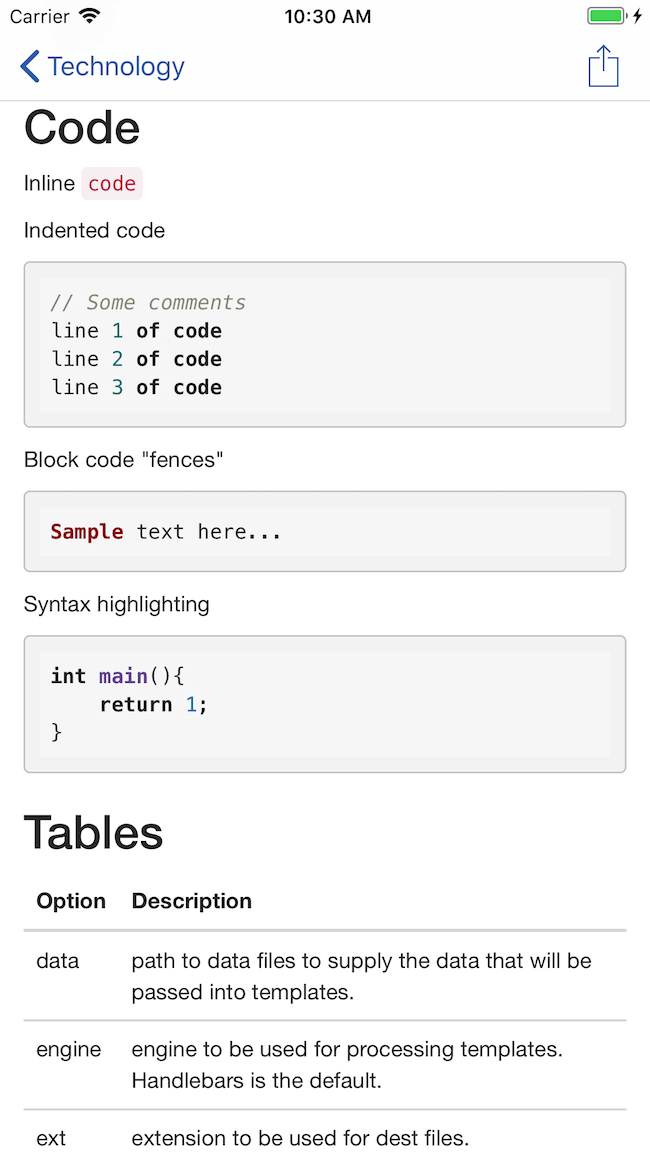 Carrier 10:30 AM
Technology
Code
Inline code
Indented code
// Some comments
line 1 of code
line 2 of code
line 3 of code
Block code "fences"
Sample text here...
Syntax highlighting
int main(){
    return 1;
}
Tables
Option Description
data path to data files to supply the data that will be
passed into templates.
engine engine to be used for processing templates.
Handlebars is the default.
ext extension to be used for dest files.